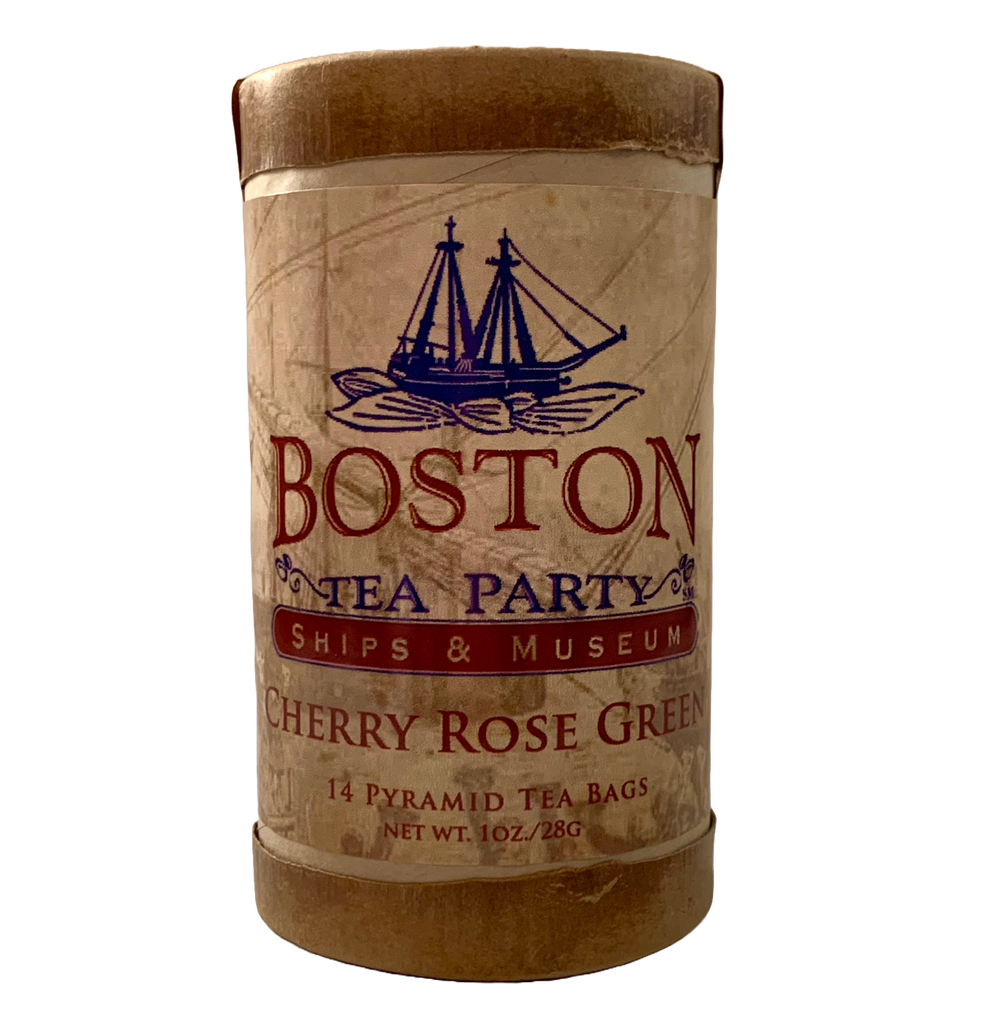 BOSTON
TEA PARTY SM
SHIPS & MUSEUM
CHERRY ROSE GREEN
14 PYRAMID TEA BAGS
NET WT. 1OZ./28G